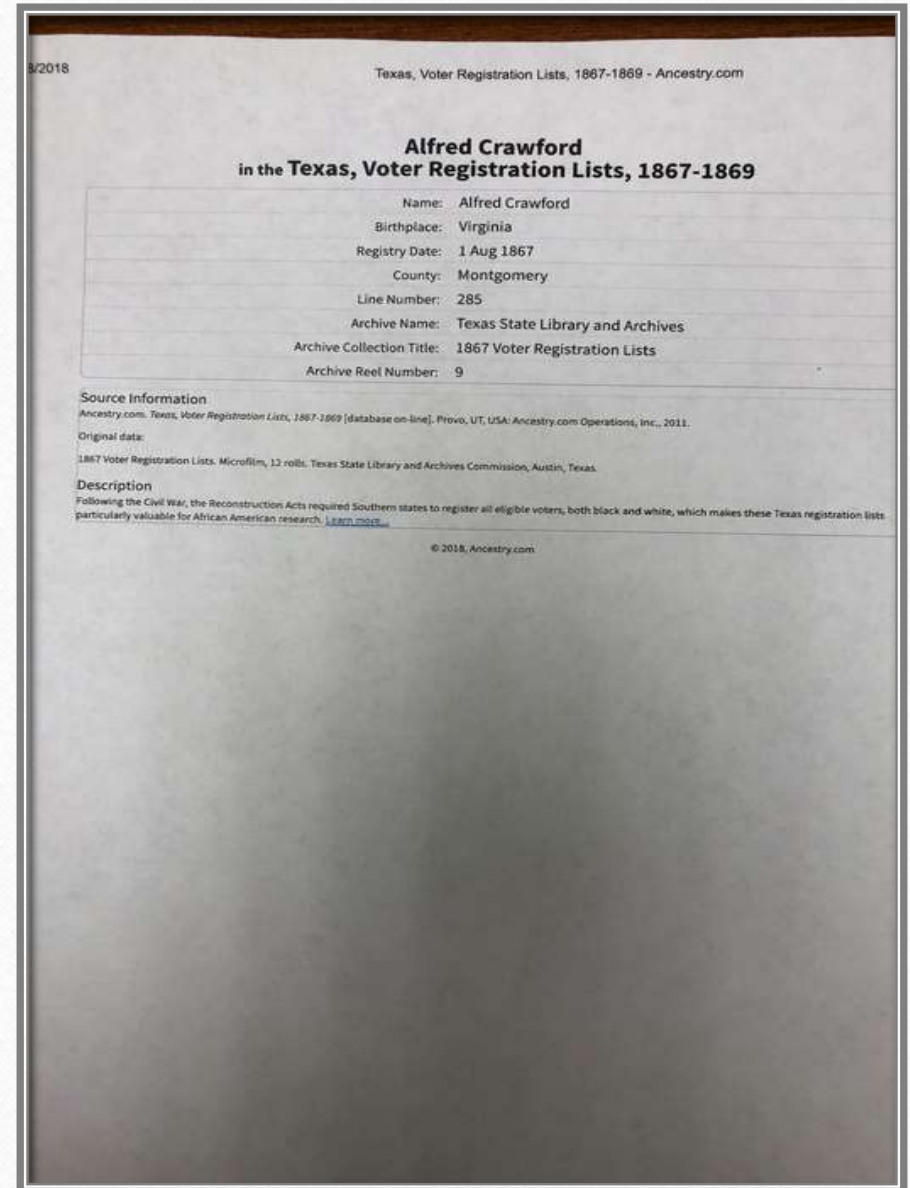 8/2018
Texas, Voter Registration Lists, 1867-1869 - Ancestry.com
Alfred Crawford
in the Texas, Voter Registration Lists, 1867-1869
Name: Alfred Crawford
Birthplace: Virginia
Registry Date: 1 Aug 1867
County: Montgomery
Line Number: 285
Archive Name: Texas State Library and Archives
Archive Collection Title: 1867 Voter Registration Lists
Archive Reel Number: 9
Source Information
Ancestry.com. Texas, Voter Registration Lists, 1867-1869 [database on-line]. Provo, UT, USA: Ancestry.com Operations, Inc., 2011.
Original data:
1867 Voter Registration Lists. Microfilm, 12 rolls. Texas State Library and Archives Commission, Austin, Texas.
Description
Following the Civil War, the Reconstruction Acts required Southern states to register all eligible voters, both black and white, which makes these Texas registration lists
particularly valuable for African American research. Learn more...
© 2018, Ancestry.com